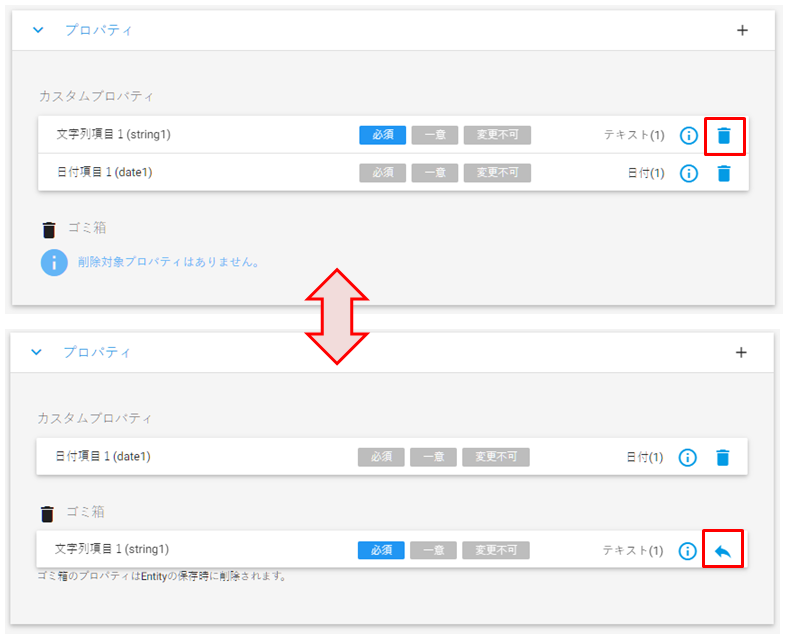 プロパティ
カスタムプロパティ
文字列項目1 (string1) 必須 一意 変更不可 テキスト(1)
日付項目1 (date1) 必須 一意 変更不可 日付(1)
ゴミ箱
削除対象プロパティはありません。
プロパティ
カスタムプロパティ
日付項目1 (date1) 必須 一意 変更不可 日付(1)
ゴミ箱
文字列項目1 (string1) 必須 一意 変更不可 テキスト(1)
ゴミ箱のプロパティはEntityの保存時に削除されます。